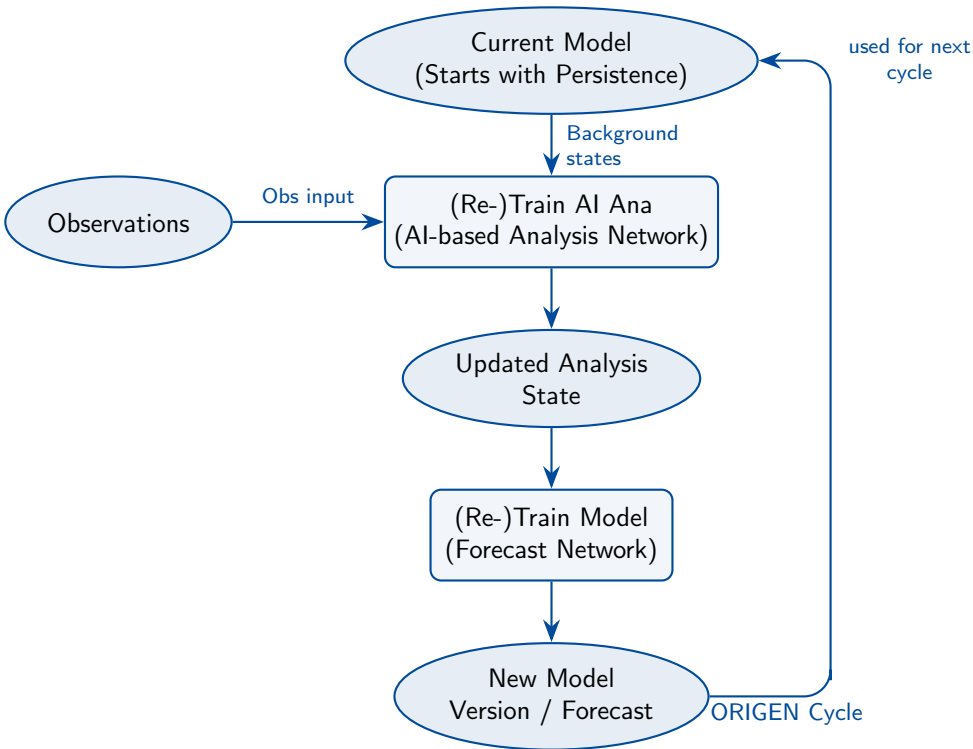 Current Model
(Starts with Persistence)
used for next
cycle
Background
states
Observations
Obs input
(Re-)Train AI Ana
(AI-based Analysis Network)
Updated Analysis
State
(Re-)Train Model
(Forecast Network)
New Model
Version / Forecast
ORIGEN Cycle